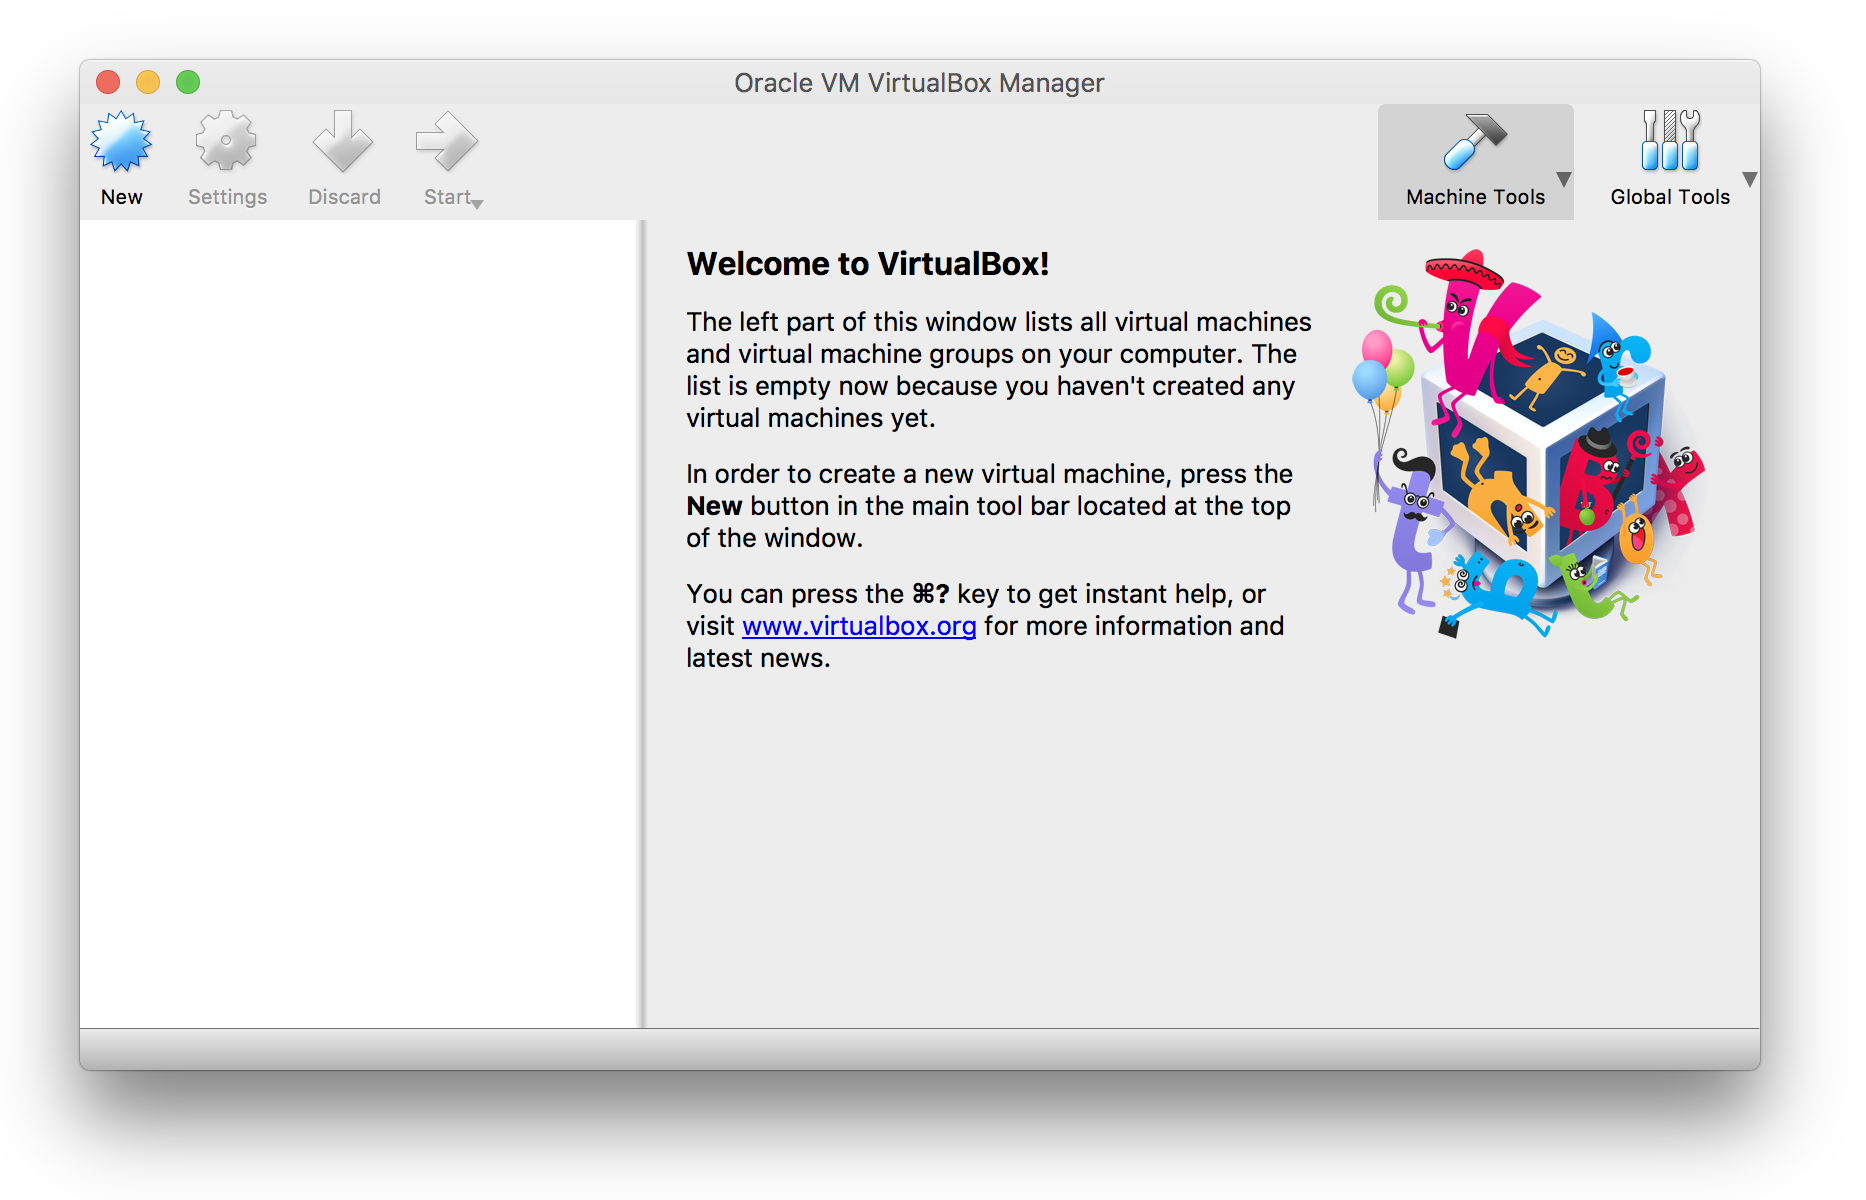 Oracle VM VirtualBox Manager
New
Settings
Discard
Start
Machine Tools
Global Tools
Welcome to VirtualBox!
The left part of this window lists all virtual machines
and virtual machine groups on your computer. The
list is empty now because you haven't created any
virtual machines yet.
In order to create a new virtual machine, press the
New button in the main tool bar located at the top
of the window.
You can press the ⌘? key to get instant help, or
visit www.virtualbox.org for more information and
latest news.